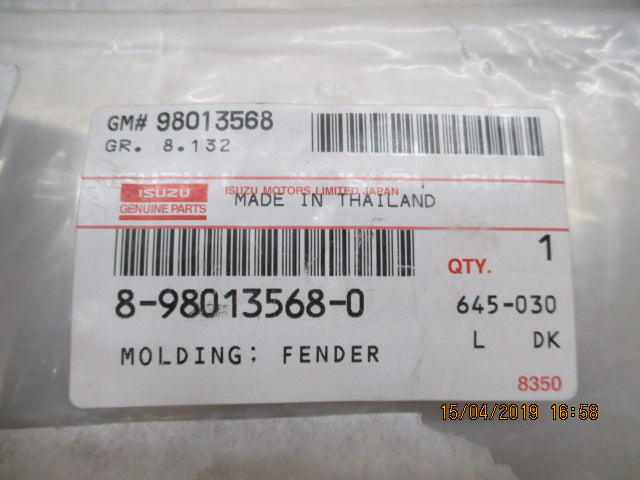 GM# 98013568
GR. 8.132
ISUZU
GENUINE PARTS
ISUZU MOTORS LIMITED, JAPAN
MADE IN THAILAND
QTY. 1
8-98013568-0 645-030
MOLDING; FENDER L DK
8350
15/04/2019 16:58